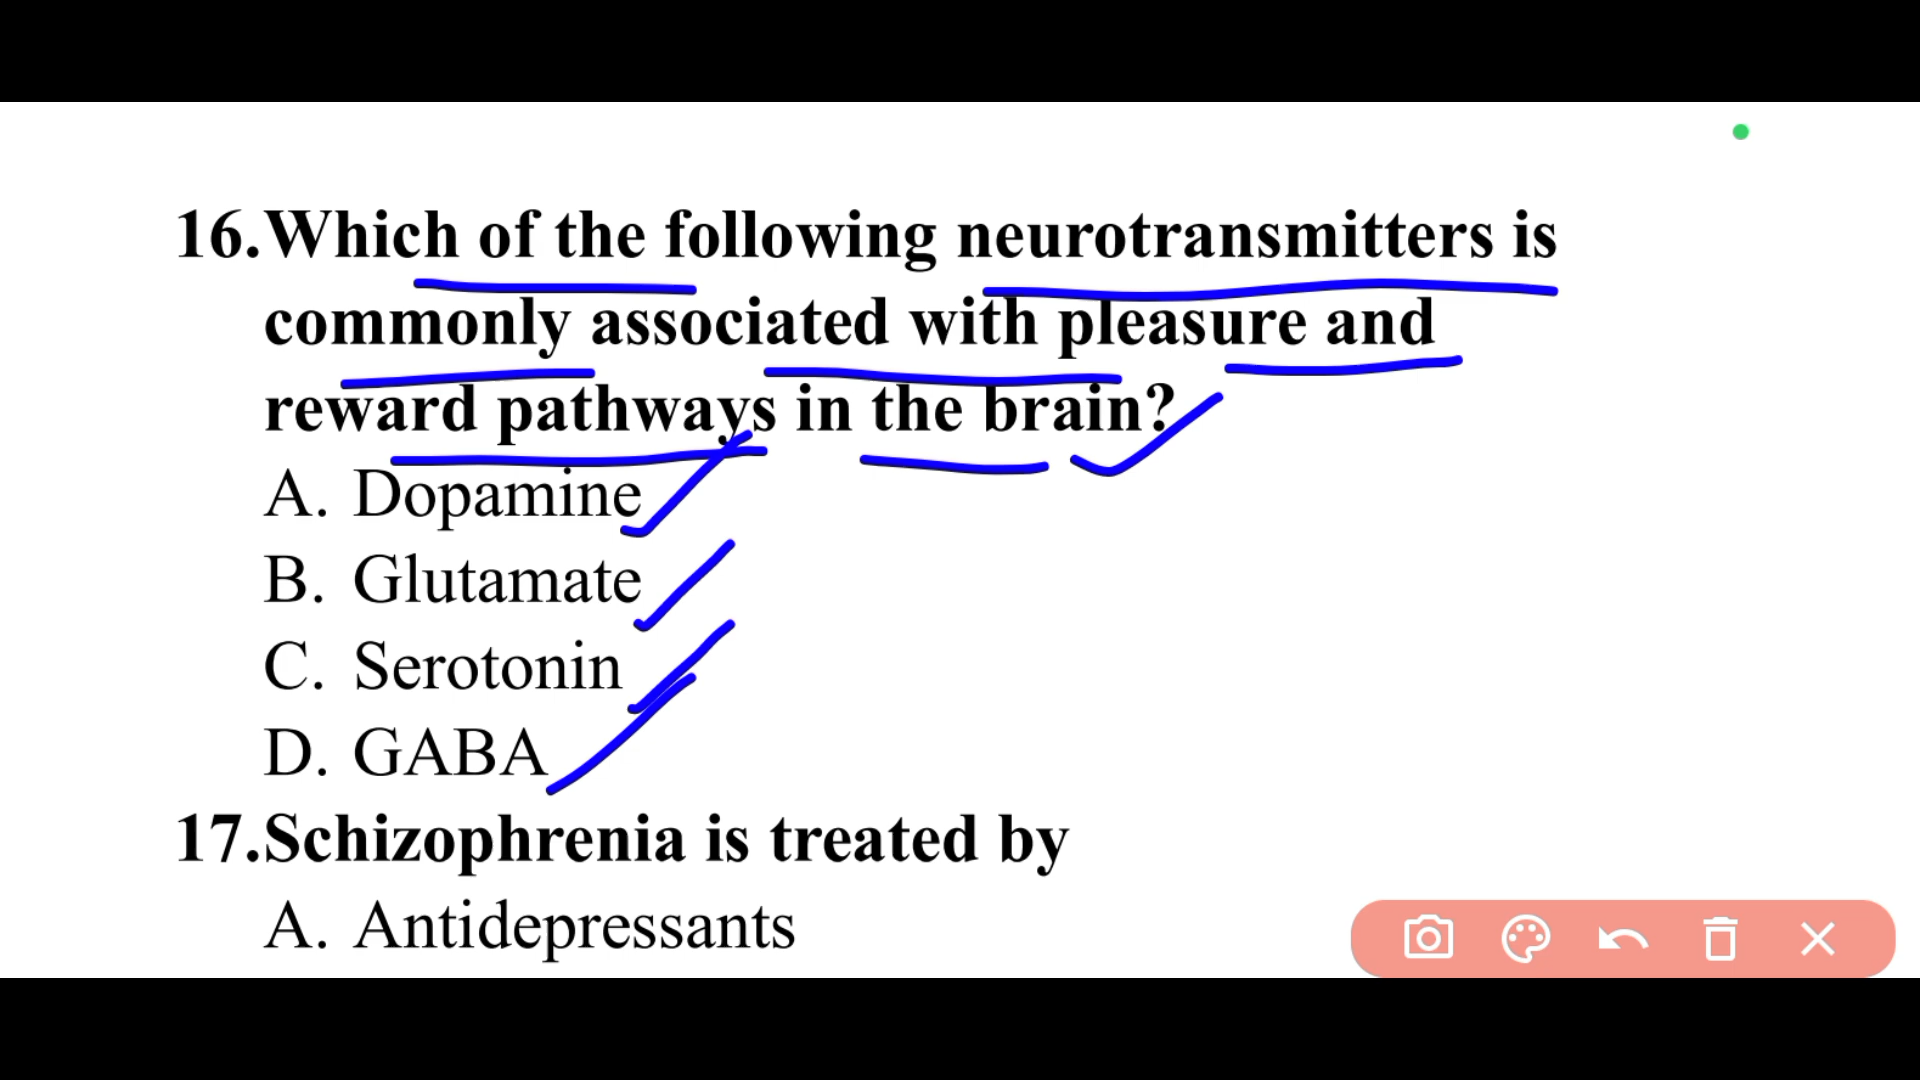 16.Which of the following neurotransmitters is
commonly associated with pleasure and
reward pathways in the brain?
A. Dopamine
B. Glutamate
C. Serotonin
D. GABA
17.Schizophrenia is treated by
A. Antidepressants